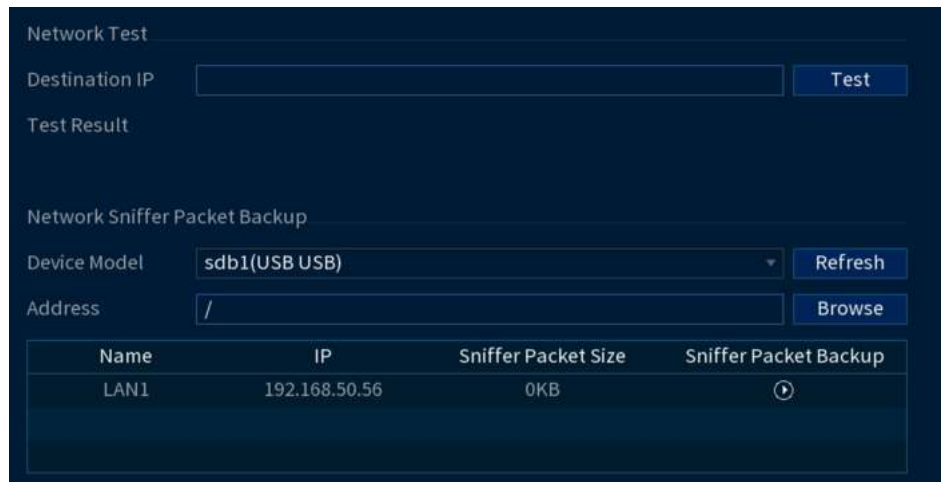 Network Test
Destination IP Test
Test Result
Network Sniffer Packet Backup
Device Model sdb1(USB USB) Refresh
Address / Browse
Name IP Sniffer Packet Size Sniffer Packet Backup
LAN1 192.168.50.56 0KB